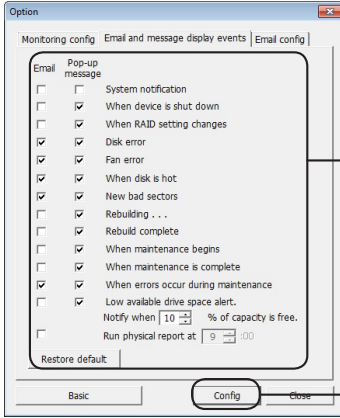 Option
Monitoring config Email and message display events Email config
Email Pop-up message
System notification
When device is shut down
When RAID setting changes
Disk error
Fan error
When disk is hot
New bad sectors
Rebuilding . . .
Rebuild complete
When maintenance begins
When maintenance is complete
When errors occur during maintenance
Low available drive space alert.
Notify when 10 % of capacity is free.
Run physical report at 9 :00
Restore default
Basic Config Close